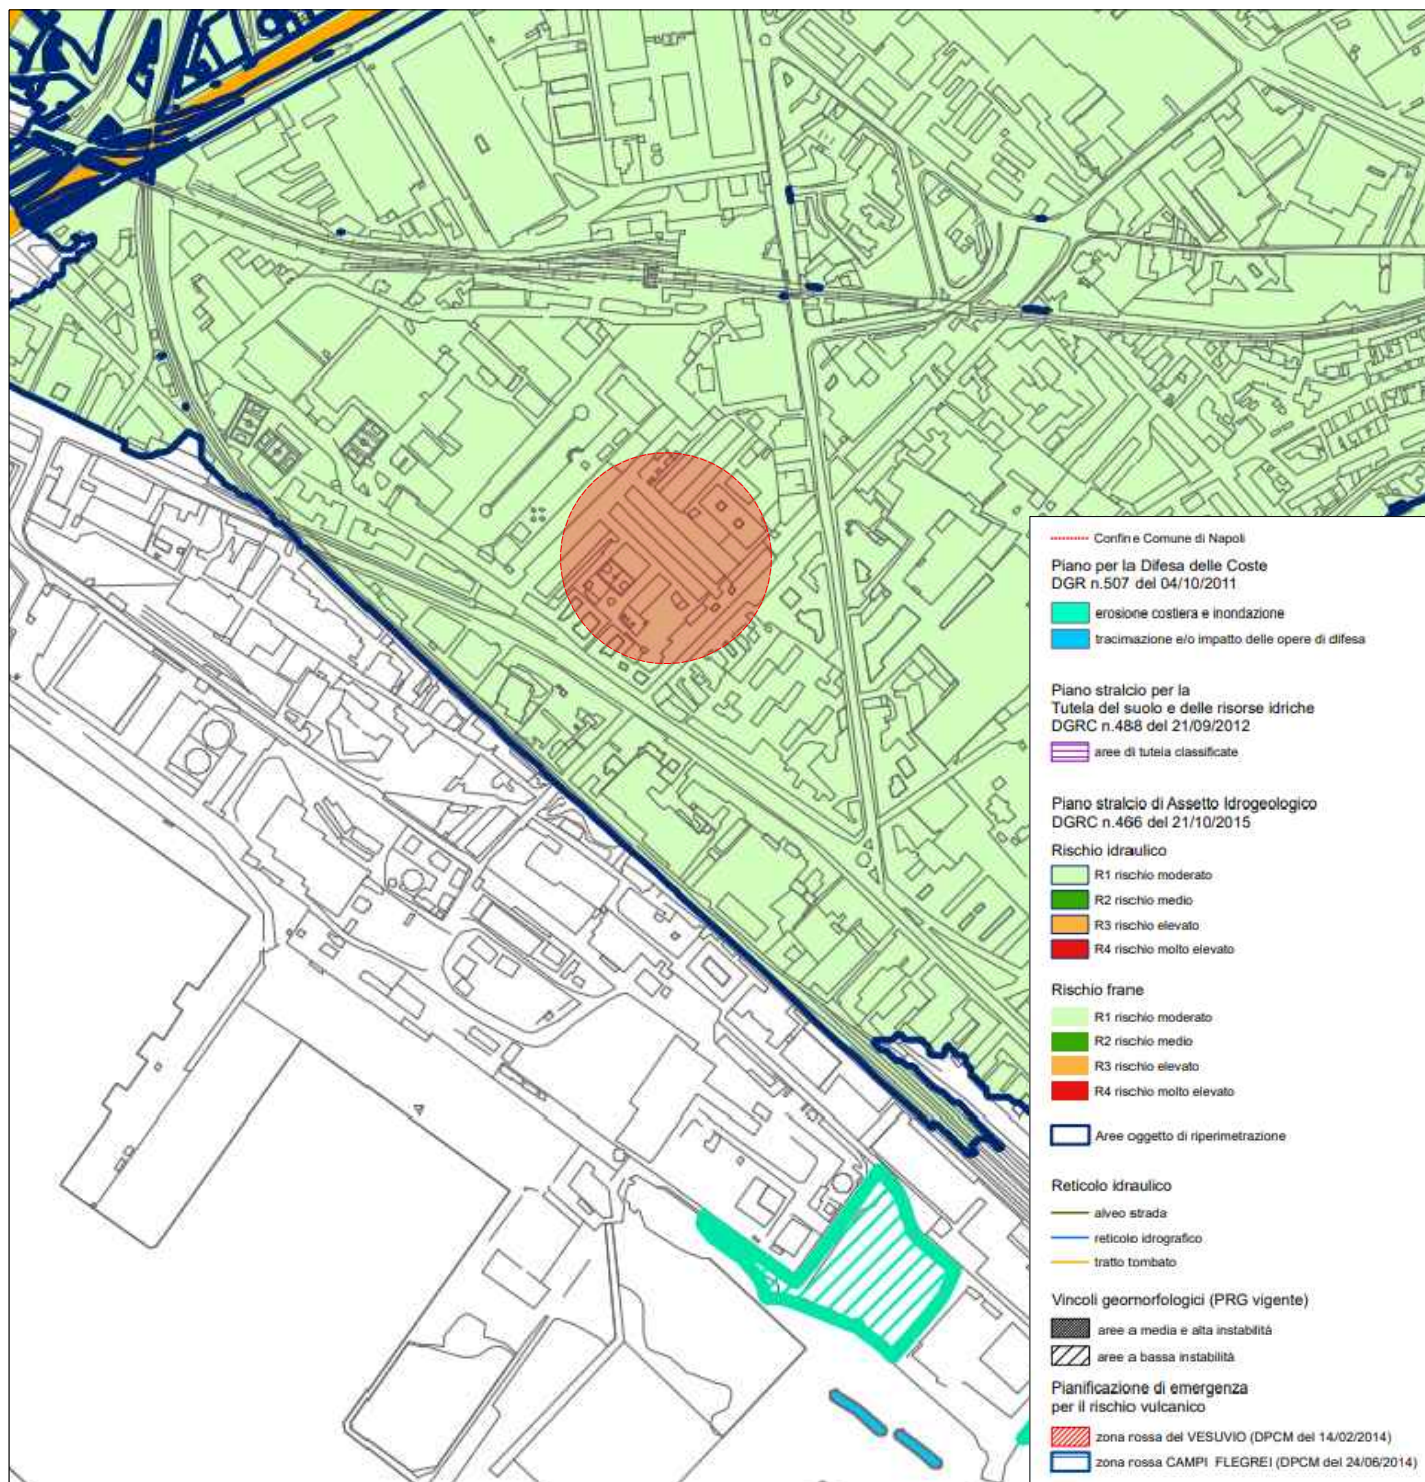 Confine Comune di Napoli
Piano per la Difesa delle Coste
DGR n.507 del 04/10/2011
erosione costiera e inondazione
tracimazione e/o impatto delle opere di difesa
Piano stralcio per la
Tutela del suolo e delle risorse idriche
DGRC n.488 del 21/09/2012
aree di tutela classificate
Piano stralcio di Assetto Idrogeologico
DGRC n.466 del 21/10/2015
Rischio idraulico
R1 rischio moderato
R2 rischio medio
R3 rischio elevato
R4 rischio molto elevato
Rischio frane
R1 rischio moderato
R2 rischio medio
R3 rischio elevato
R4 rischio molto elevato
Aree oggetto di riperimetrazione
Reticolo idraulico
alveo strada
reticolo idrografico
tratto tombato
Vincoli geomorfologici (PRG vigente)
aree a media e alta instabilità
aree a bassa instabilità
Pianificazione di emergenza
per il rischio vulcanico
zona rossa del VESUVIO (DPCM del 14/02/2014)
zona rossa CAMPI FLEGREI (DPCM del 24/06/2014)